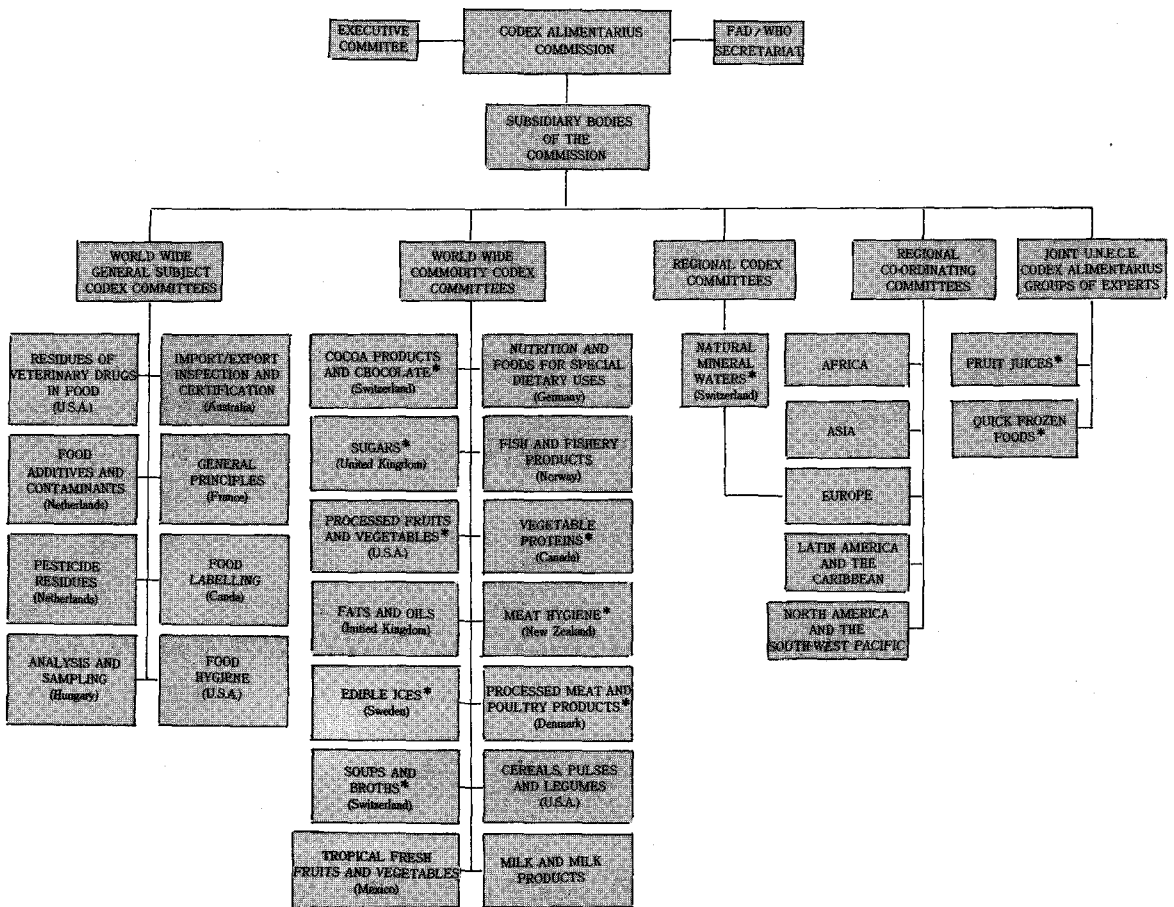 EXECUTIVE
COMMITEE
CODEX ALIMENTARIUS
COMMISSION
FAD/WHO
SECRETARIAT
SUBSIDIARY BODIES
OF THE
COMMISSION
WORLD WIDE
GENERAL SUBJECT
CODEX COMMITTEES
WORLD WIDE
COMMODITY CODEX
COMMITTEES
REGIONAL CODEX
COMMITTEES
REGIONAL
CO-ORDINATING
COMMITTEES
JOINT U.N.E.C.E.
CODEX ALIMENTARIUS
GROUPS OF EXPERTS
RESIDUES OF
VETERINARY DRUGS
IN FOOD
(U.S.A.)
IMPORT/EXPORT
INSPECTION AND
CERTIFICATION
(Australia)
FOOD
ADDITIVES AND
CONTAMINANTS
(Netherlands)
GENERAL
PRINCIPLES
(France)
PESTICIDE
RESIDUES
(Netherlands)
FOOD
LABELLING
(Canda)
ANALYSIS AND
SAMPLING
(Hungary)
FOOD
HYGIENE
(U.S.A.)
COCOA PRODUCTS
AND CHOCOLATE*
(Switzerland)
NUTRITION AND
FOODS FOR SPECIAL
DIETARY USES
(Germany)
SUGARS*
(United Kingdom)
FISH AND FISHERY
PRODUCTS
(Norway)
PROCESSED FRUITS
AND VEGETABLES*
(U.S.A.)
VEGETABLE
PROTEINS*
(Canada)
FATS AND OILS
(United Kingdom)
MEAT HYGIENE*
(New Zealand)
EDIBLE ICES*
(Sweden)
PROCESSED MEAT AND
POULTRY PRODUCTS*
(Denmark)
SOUPS AND
BROTHS*
(Switzerland)
CEREALS, PULSES
AND LEGUMES
(U.S.A.)
TROPICAL FRESH
FRUITS AND VEGETABLES
(Mexico)
MILK AND MILK
PRODUCTS
NATURAL
MINERAL
WATERS*
(Switzerland)
AFRICA
ASIA
EUROPE
LATIN AMERICA
AND THE
CARIBBEAN
NORTH AMERICA
AND THE
SOUTH-WEST PACIFIC
FRUIT JUICES*
QUICK FROZEN
FOODS*